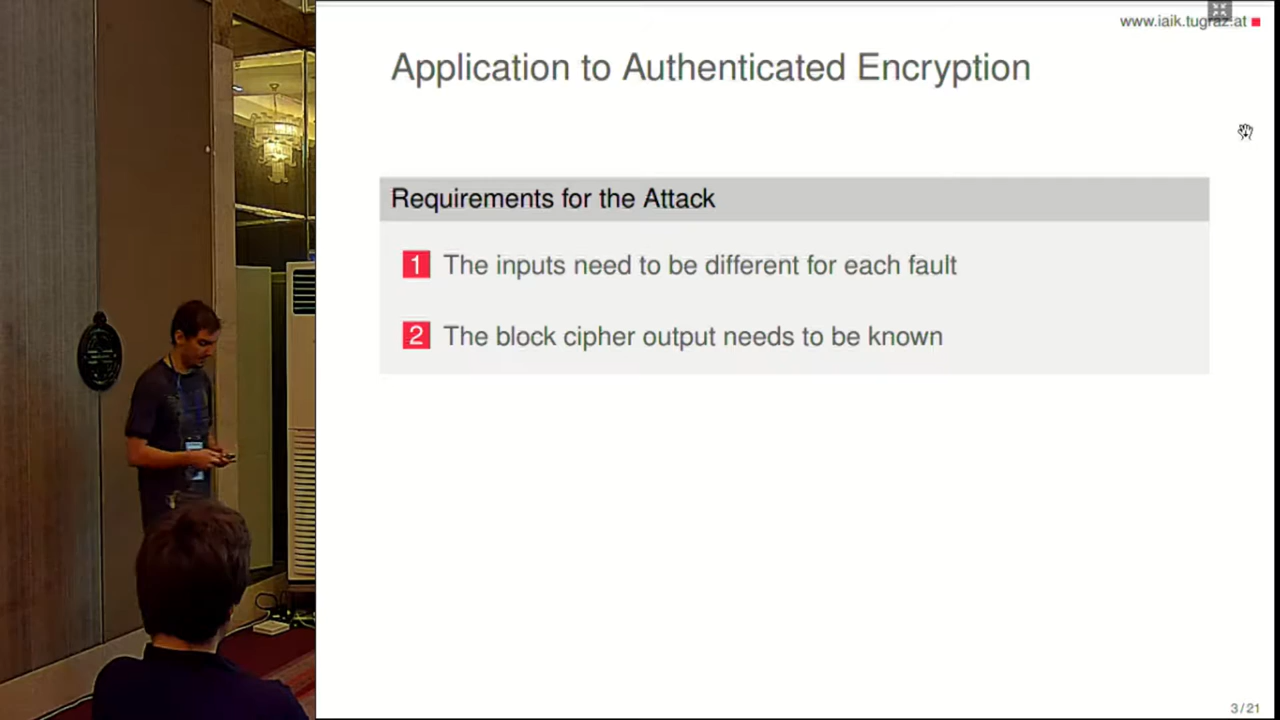 www.iaik.tugraz.at
Application to Authenticated Encryption
Requirements for the Attack
1 The inputs need to be different for each fault
2 The block cipher output needs to be known
3 / 21